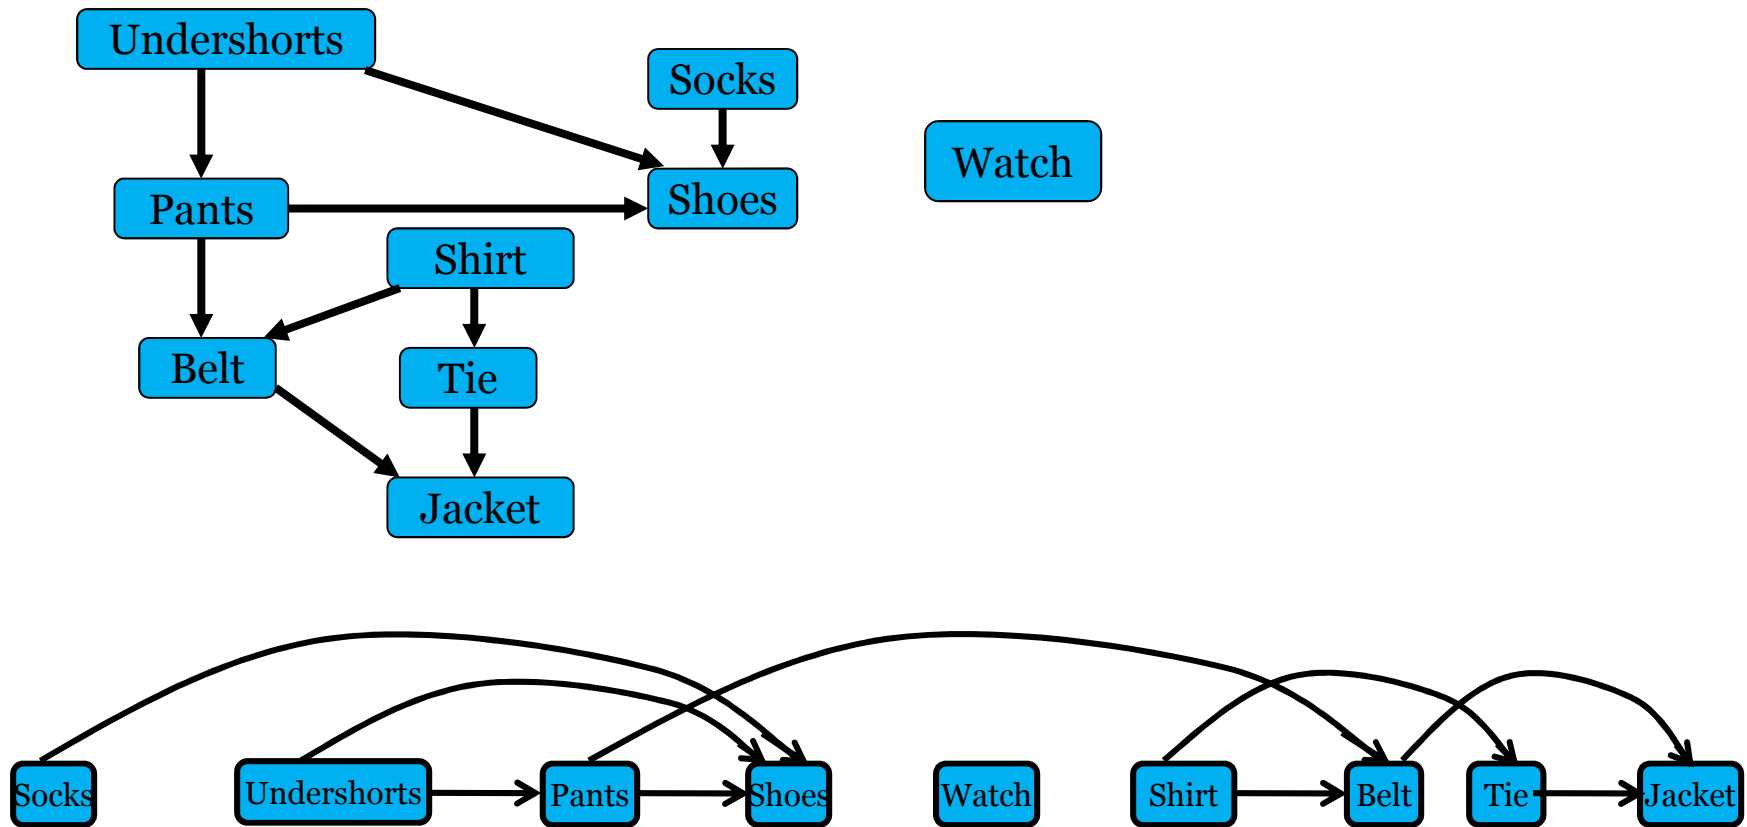 Undershorts
Socks
Watch
Pants
Shoes
Shirt
Belt
Tie
Jacket
Socks
Undershorts
Pants
Shoes
Watch
Shirt
Belt
Tie
Jacket